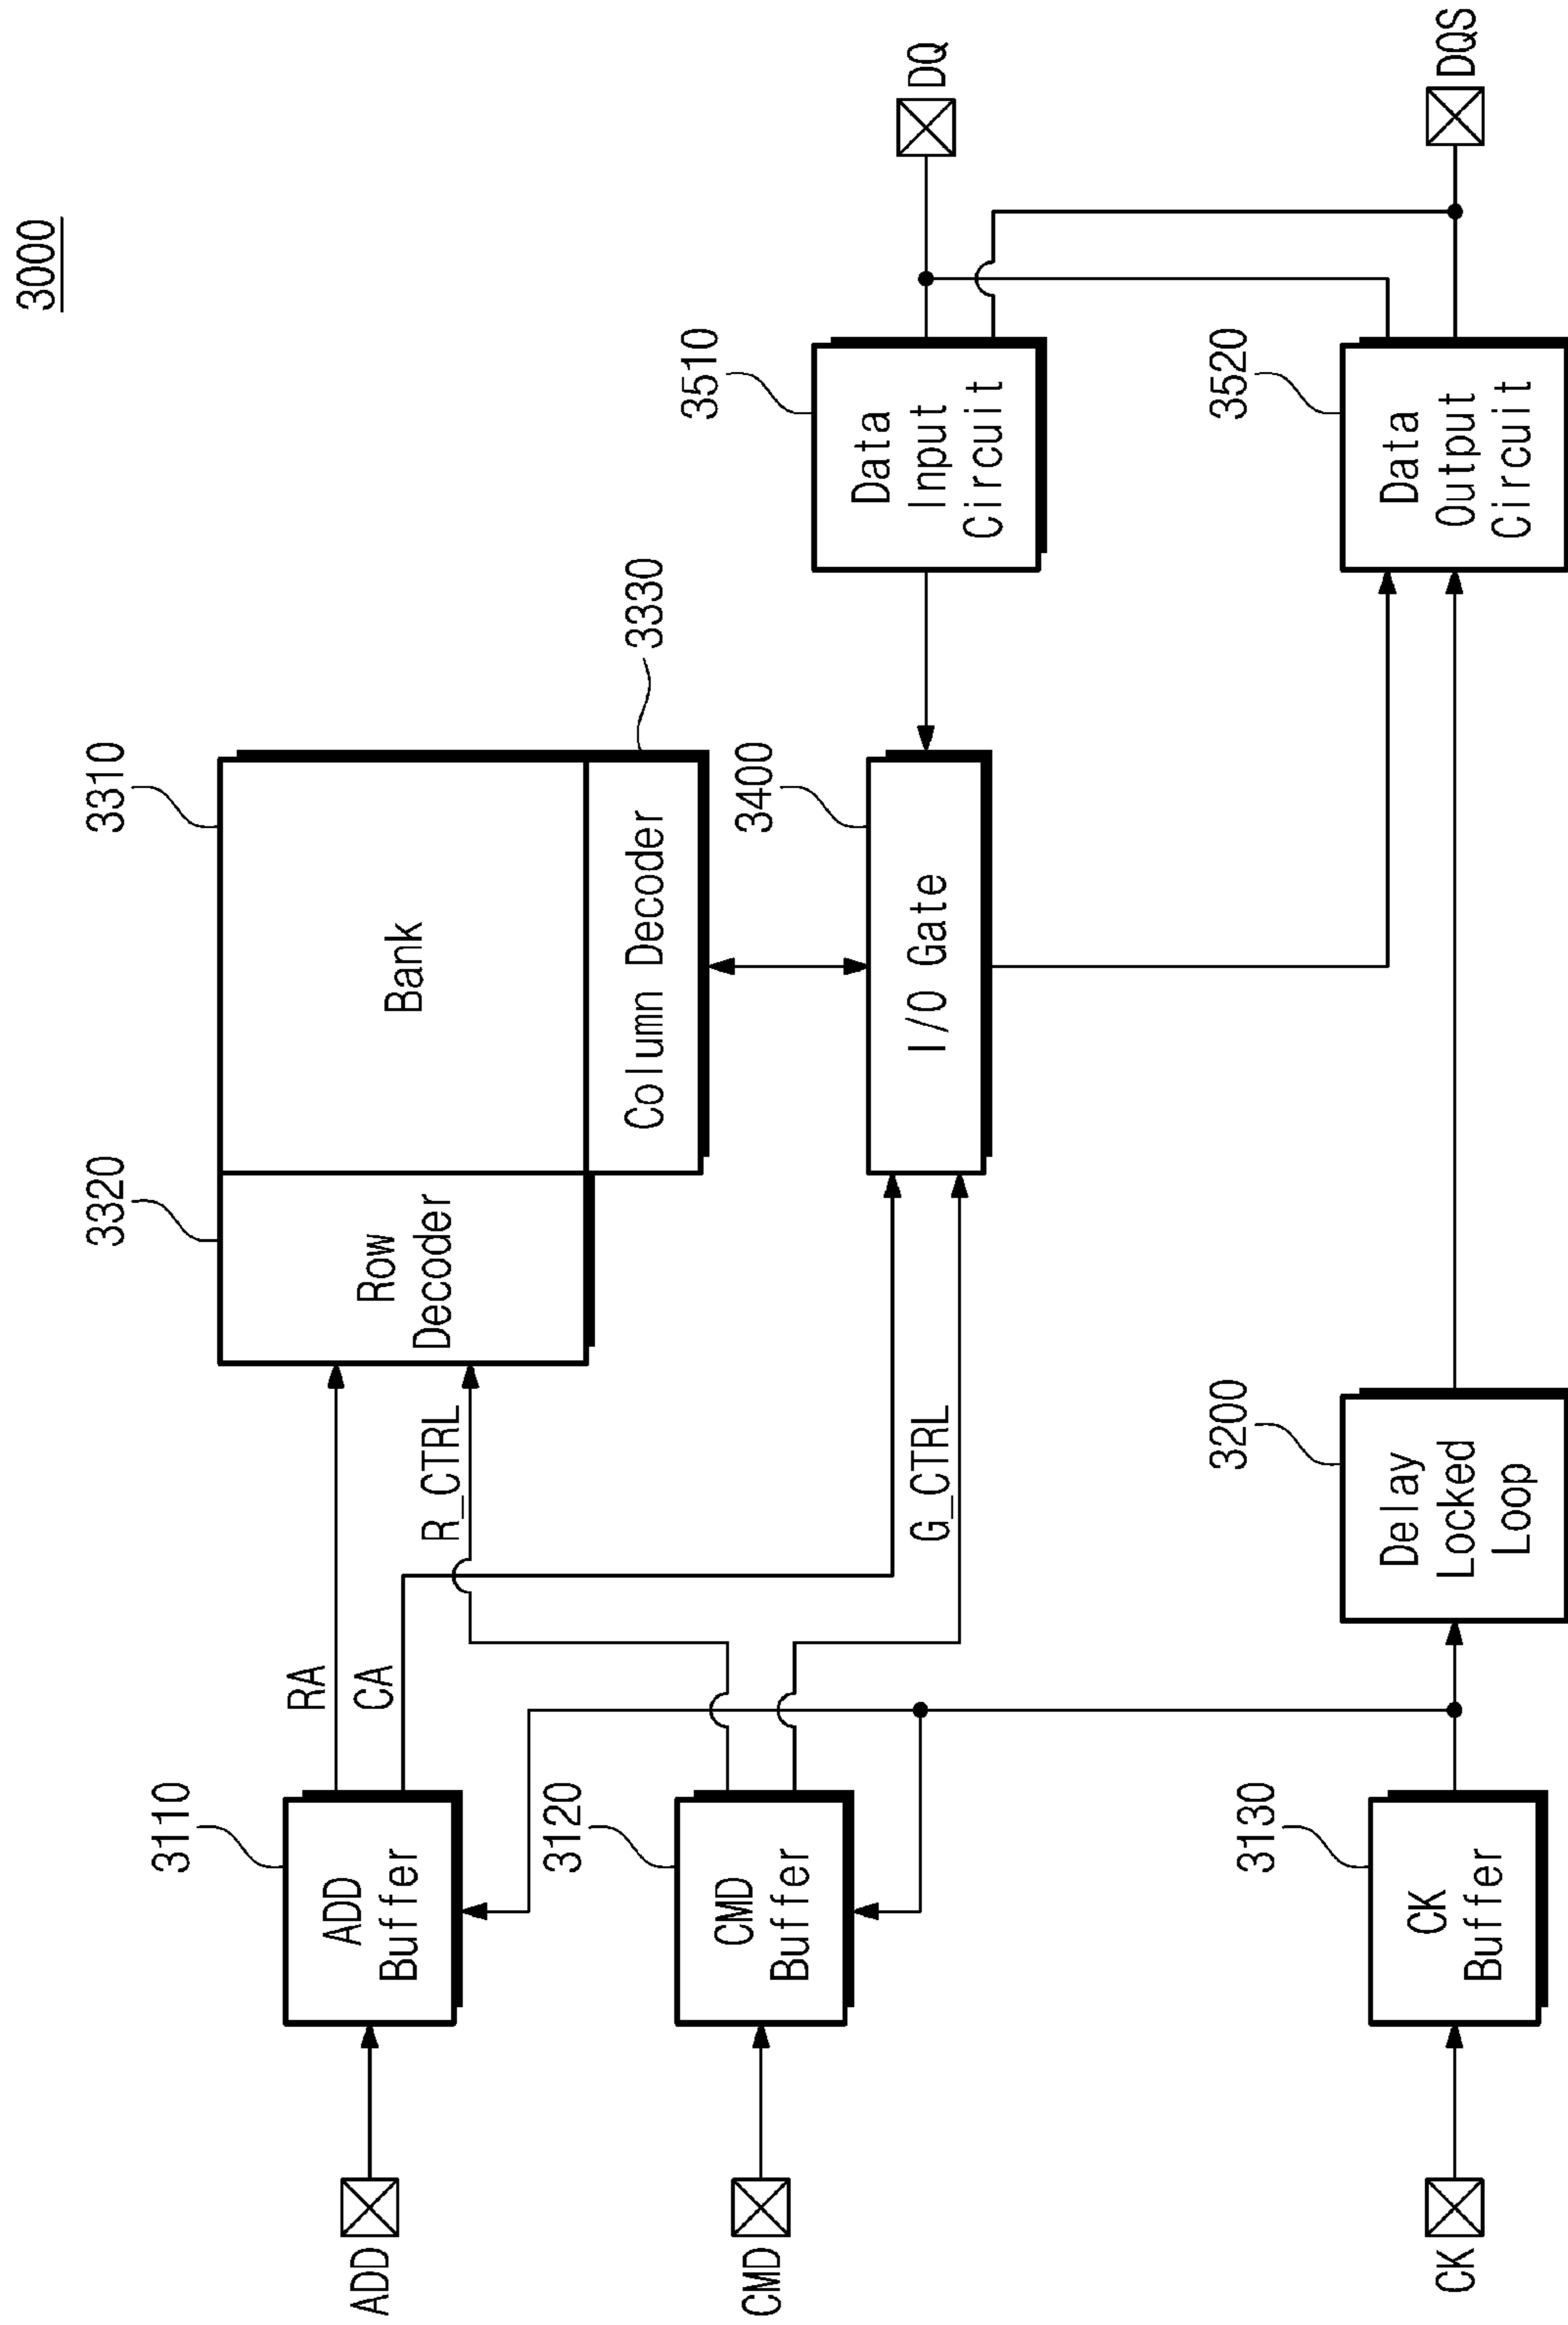 3000
3310
3320
Bank
Row
Decoder
Column Decoder
3330
3110
ADD
ADD
Buffer
RA
CA
R_CTRL
3120
CMD
CMD
Buffer
G_CTRL
3400
I/O Gate
3510
Data
Input
Circuit
DQ
3130
CK
CK
Buffer
3200
Delay
Locked
Loop
3520
Data
Output
Circuit
DQS